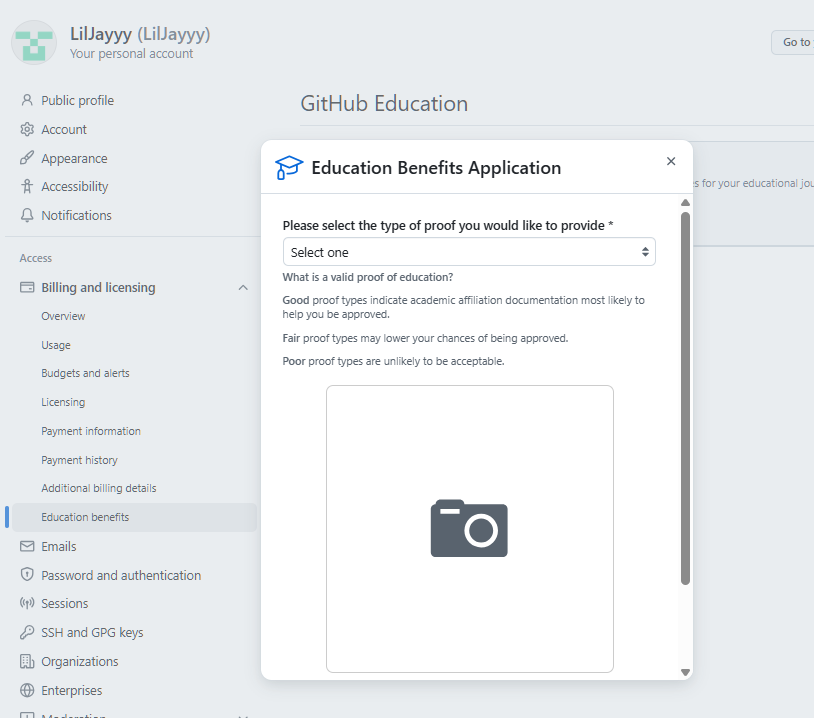 LilJayyy (LilJayyy)
Your personal account
Go to
Public profile
Account
Appearance
Accessibility
Notifications
Access
Billing and licensing
Overview
Usage
Budgets and alerts
Licensing
Payment information
Payment history
Additional billing details
Education benefits
Emails
Password and authentication
Sessions
SSH and GPG keys
Organizations
Enterprises
Moderation
GitHub Education
s for your educational jou
Education Benefits Application
Please select the type of proof you would like to provide *
Select one
What is a valid proof of education?
Good proof types indicate academic affiliation documentation most likely to
help you be approved.
Fair proof types may lower your chances of being approved.
Poor proof types are unlikely to be acceptable.